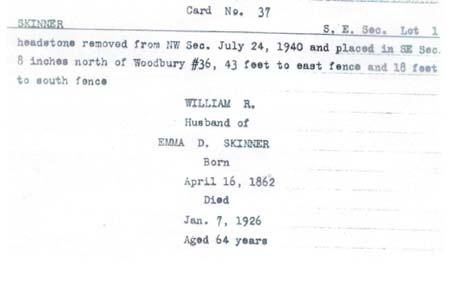 Card No. 37
SKINNER S. E. Sec. Lot 1
headstone removed from NW Sec. July 24, 1940 and placed in SE Sec.
8 inches north of Woodbury #36, 43 feet to east fence and 18 feet
to south fence
WILLIAM R.
Husband of
EMMA D. SKINNER
Born
April 16, 1862
Died
Jan. 7, 1926
Aged 64 years